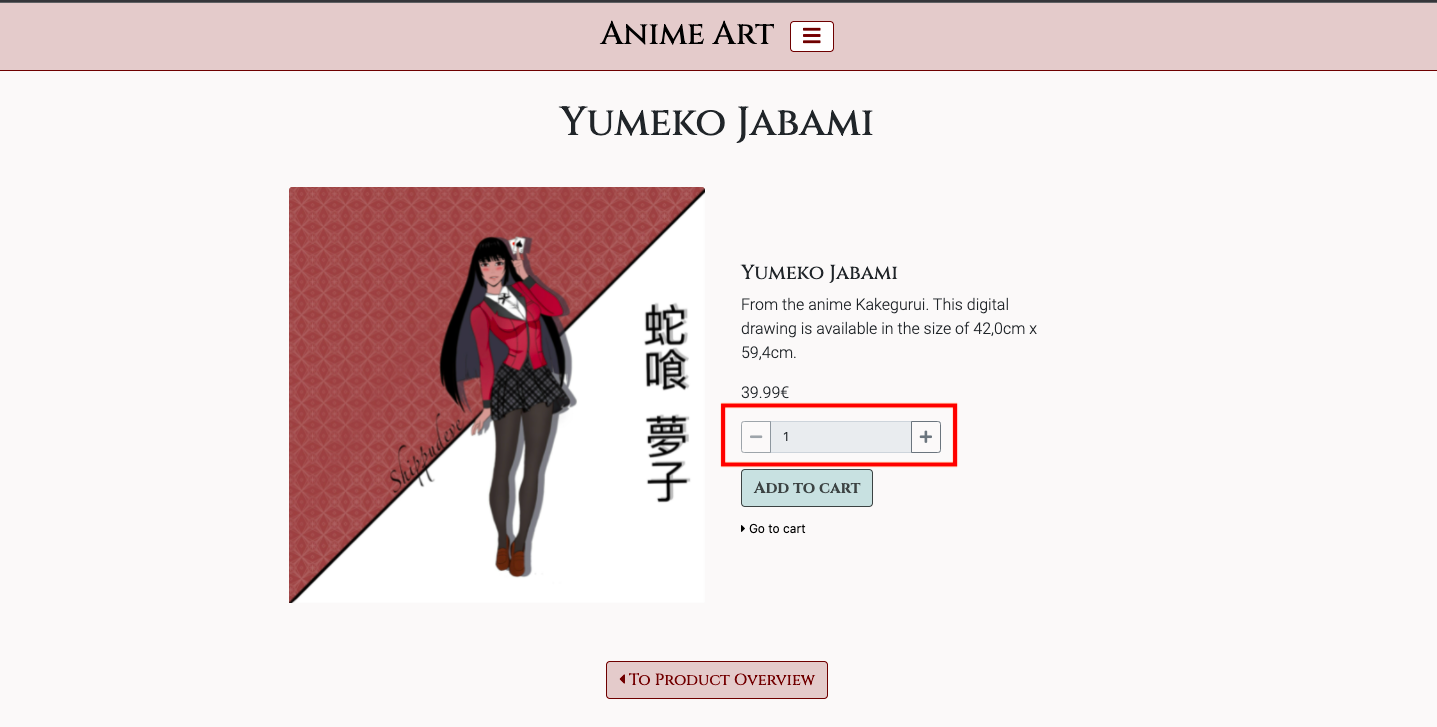 Anime Art
Yumeko Jabami
蛇喰 夢子
Shippudeve
Yumeko Jabami
From the anime Kakegurui. This digital
drawing is available in the size of 42,0cm x
59,4cm.
39.99€
1
Add to cart
Go to cart
To Product Overview